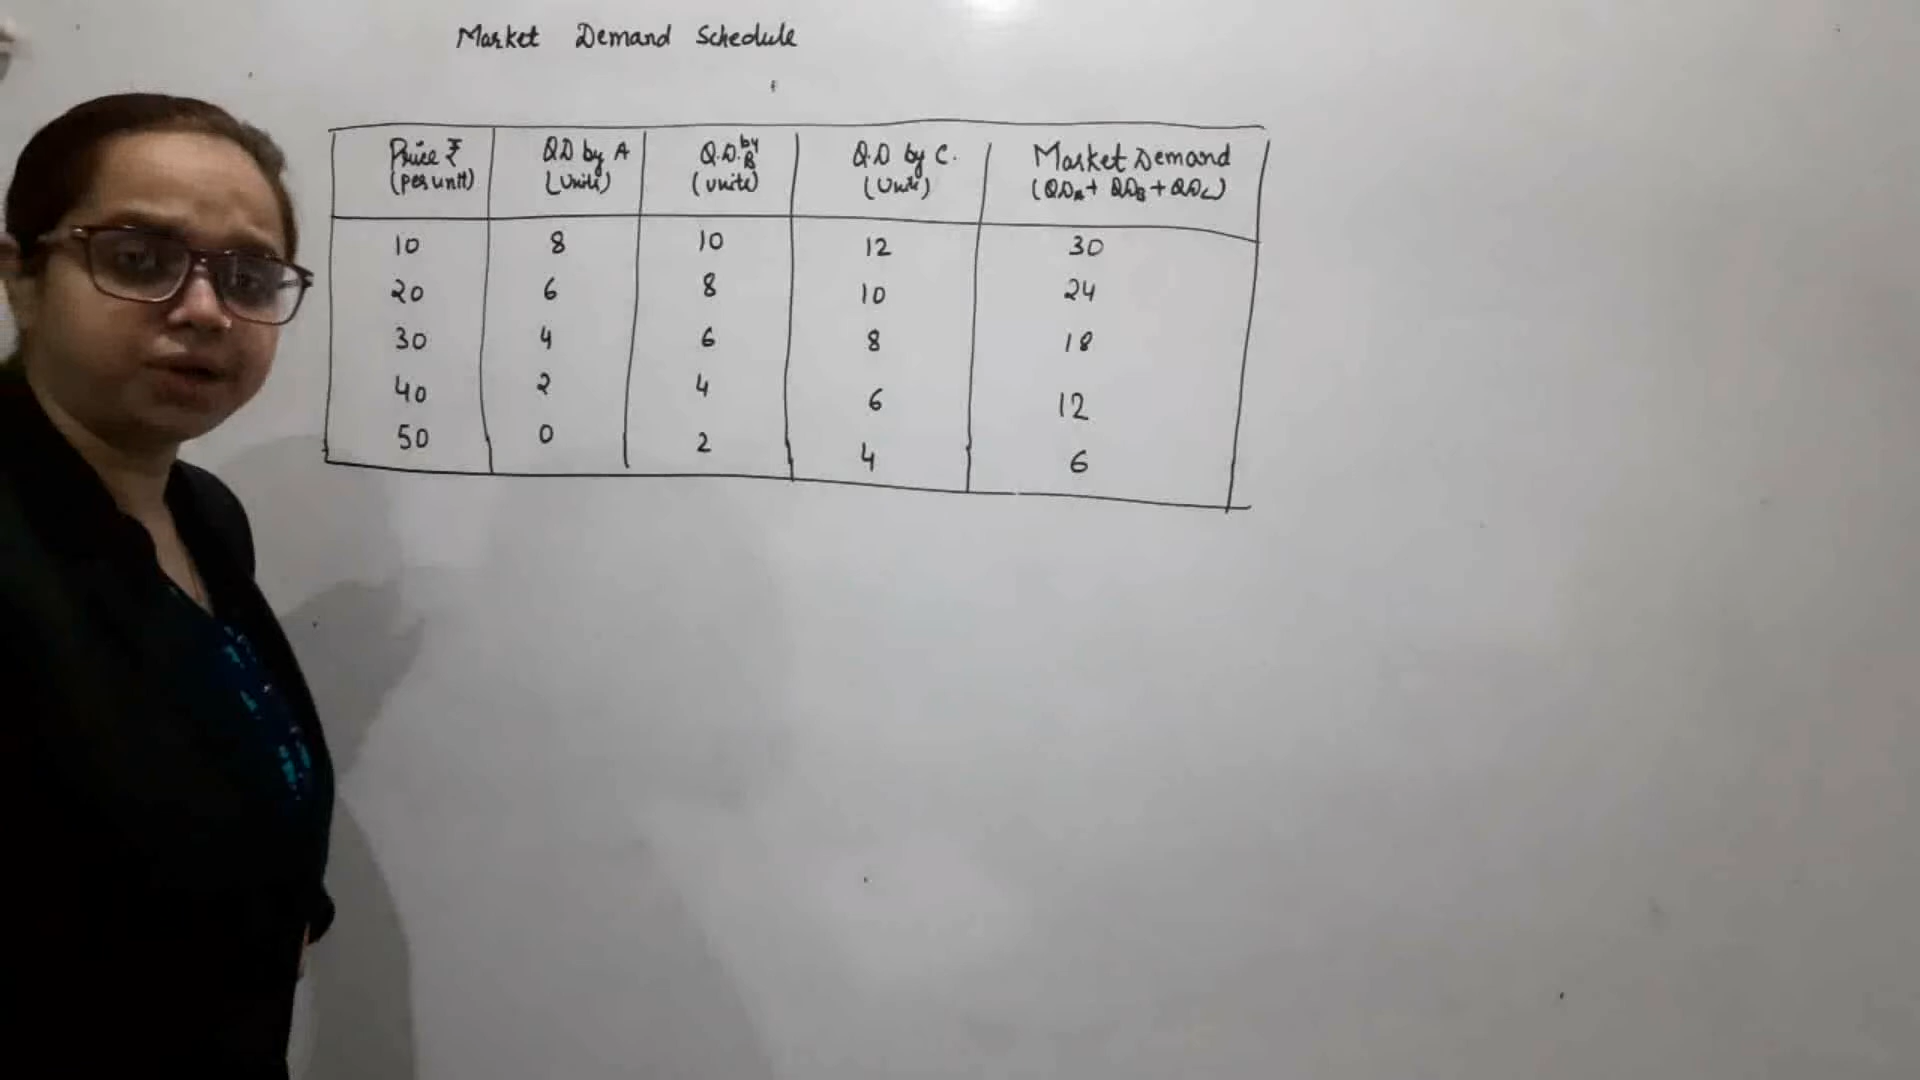 Market Demand Schedule
Price ₹ QD by A Q.D. by B Q.D by C. Market Demand
(per unit) (units) (units) (Units) (QDA + QDB + QDC)
10 8 10 12 30
20 6 8 10 24
30 4 6 8 18
40 2 4 6 12
50 0 2 4 6